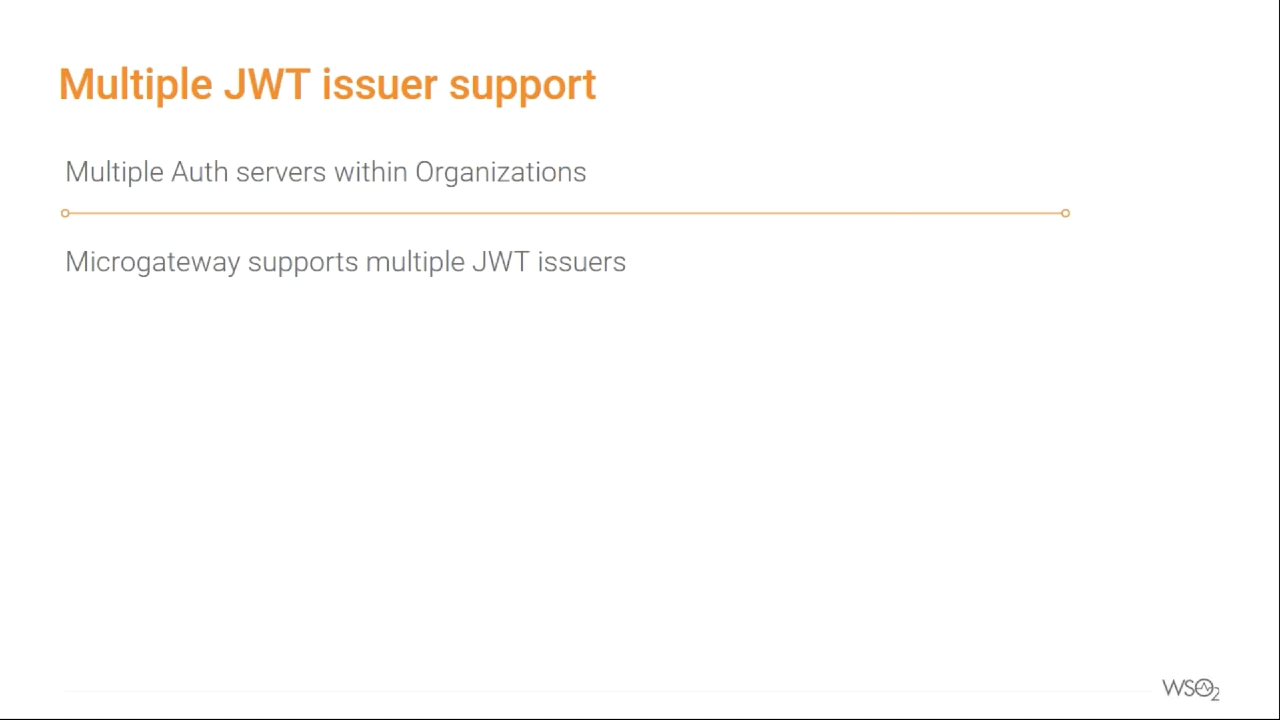 Multiple JWT issuer support
Multiple Auth servers within Organizations
Microgateway supports multiple JWT issuers
WSO2